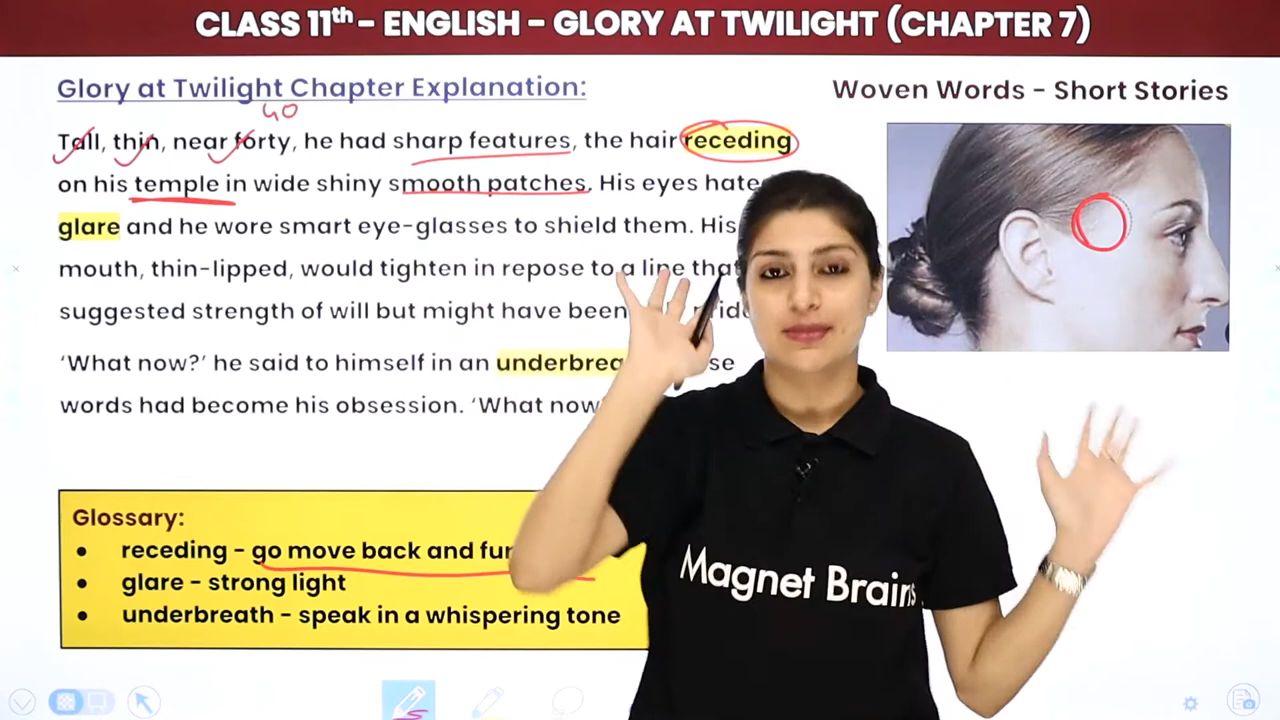 CLASS 11th - ENGLISH - GLORY AT TWILIGHT (CHAPTER 7)
Glory at Twilight Chapter Explanation:
Woven Words - Short Stories
40
Tall, thin, near forty, he had sharp features, the hair receding
on his temple in wide shiny smooth patches. His eyes
glare and he wore smart eye-glasses to shield them. His
mouth, thin-lipped, would tighten in repose to a line that
suggested strength of will but might have been
'What now?' he said to himself in an
words had become his obsession. 'What now
Glossary:
• receding - go move back and
• glare - strong light
• underbreath - speak in a whispering tone
Magnet Brains